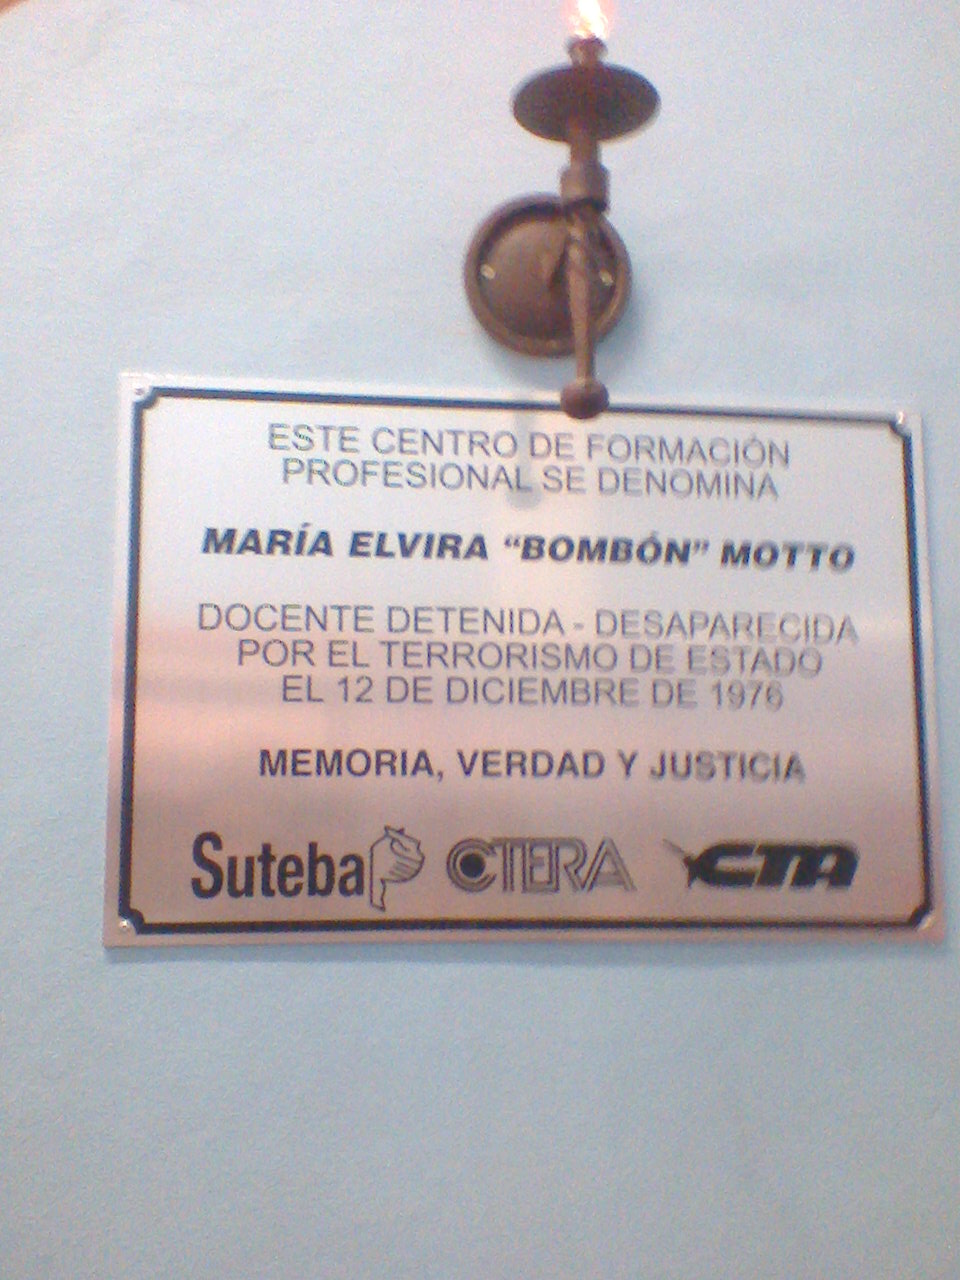 ESTE CENTRO DE FORMACIÓN
PROFESIONAL SE DENOMINA
MARÍA ELVIRA “BOMBÓN” MOTTO
DOCENTE DETENIDA - DESAPARECIDA
POR EL TERRORISMO DE ESTADO
EL 12 DE DICIEMBRE DE 1976
MEMORIA, VERDAD Y JUSTICIA
Suteba CTERA CTA